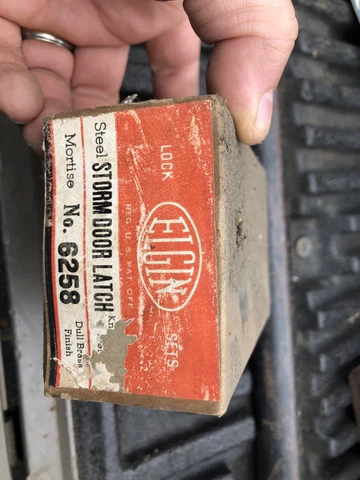 LOCK
ELGIN
REG. U.S. PAT. OFF.
SETS
Steel STORM DOOR LATCH
Mortise No. 6258
Dull Brass
Finish